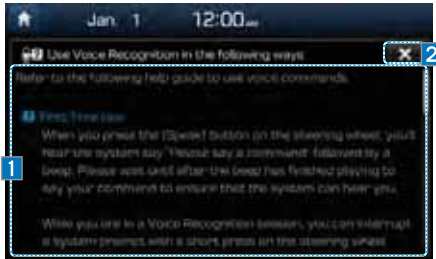 Jan. 1 12:00AM
Use Voice Recognition in the following ways
2
Refer to the following help guide to use voice commands.
First Time Use
When you press the [Speak] button on the steering wheel, you'll
hear the system say "Please say a command" followed by a
1
beep. Please wait until after the beep has finished playing to
say your command to ensure that the system can hear you.
While you are in a Voice Recognition session, you can interrupt
a system prompt with a short press on the steering wheel